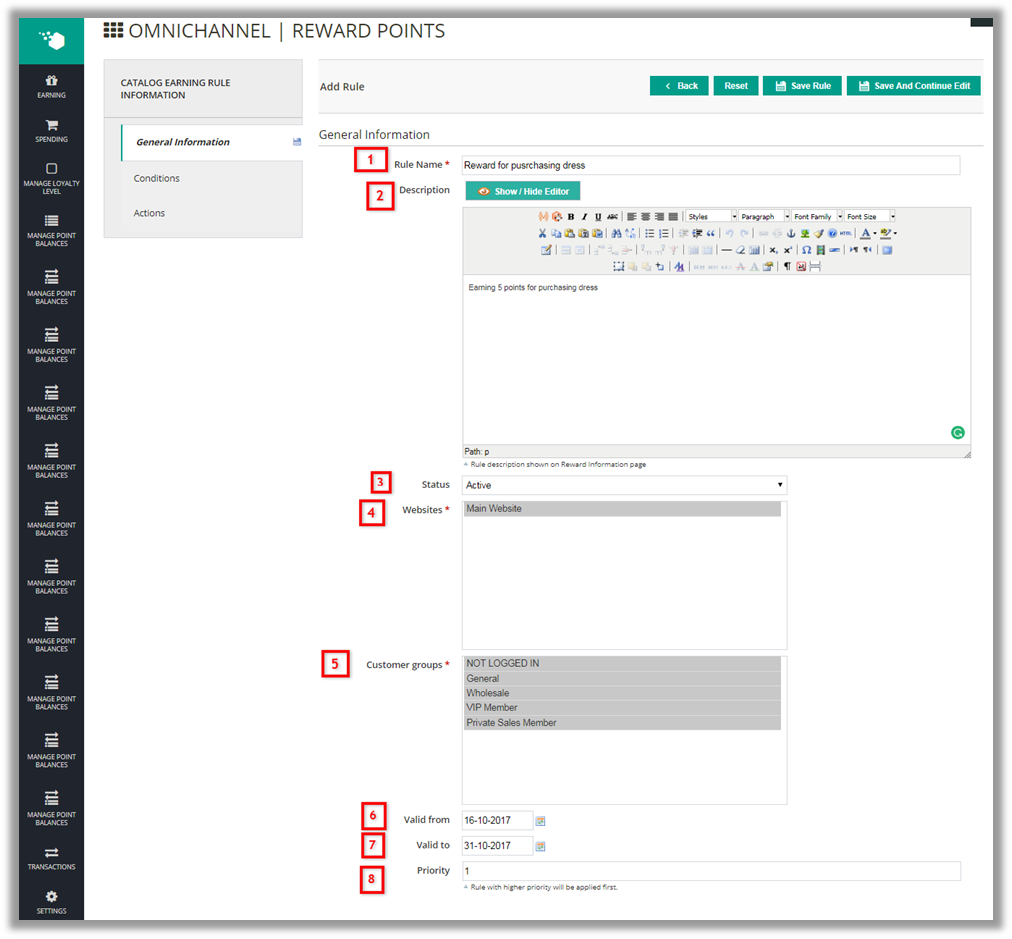 OMNICHANNEL | REWARD POINTS
EARNING
SPENDING
MANAGE LOYALTY
LEVEL
MANAGE POINT
BALANCES
MANAGE POINT
BALANCES
MANAGE POINT
BALANCES
MANAGE POINT
BALANCES
MANAGE POINT
BALANCES
MANAGE POINT
BALANCES
MANAGE POINT
BALANCES
MANAGE POINT
BALANCES
MANAGE POINT
BALANCES
MANAGE POINT
BALANCES
MANAGE POINT
BALANCES
TRANSACTIONS
SETTINGS
CATALOG EARNING RULE
INFORMATION
General Information
Conditions
Actions
Add Rule
Back
Reset
Save Rule
Save And Continue Edit
General Information
1 Rule Name * Reward for pusrchasing dress
2 Description Show / Hide Editor
B I U ABC Styles Paragraph Font Family Font Size
HTML A
Earning 5 points for purchasing dress
Path: p
Rule description shown on Reward Information page
3 Status Active
4 Websites * Main Website
5 Customer groups * NOT LOGGED IN
General
Wholesale
VIP Member
Private Sales Member
6 Valid from 16-10-2017
7 Valid to 31-10-2017
8 Priority 1
Rule with higher priority will be applied first.